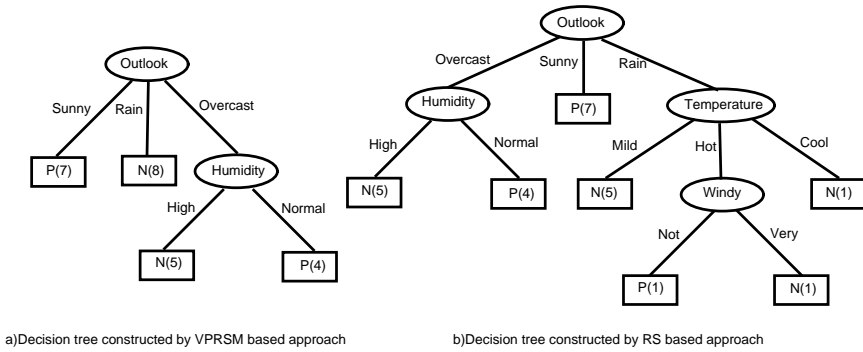 Outlook
Sunny
Rain
Overcast
P(7)
N(8)
Humidity
High
Normal
N(5)
P(4)
a)Decision tree constructed by VPRSM based approach
Outlook
Overcast
Sunny
Rain
Humidity
P(7)
Temperature
High
Normal
Mild
Hot
Cool
N(5)
P(4)
N(5)
Windy
N(1)
Not
Very
P(1)
N(1)
b)Decision tree constructed by RS based approach